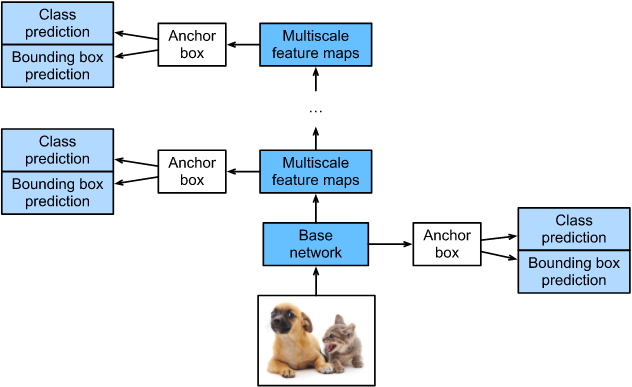 Class
prediction
Bounding box
prediction
Anchor
box
Multiscale
feature maps
...
Class
prediction
Bounding box
prediction
Anchor
box
Multiscale
feature maps
Base
network
Anchor
box
Class
prediction
Bounding box
prediction